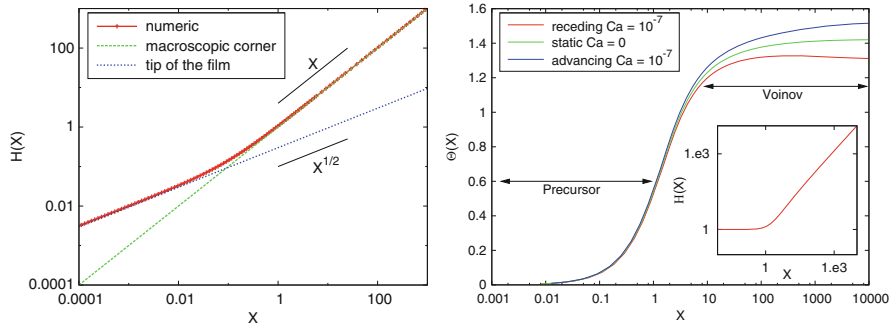 H(X)
100
1
0.01
0.0001
numeric
macroscopic corner
tip of the film
X
X^{1/2}
0.0001
0.01
1
100
X
Θ(X)
1.6
1.4
1.2
1
0.8
0.6
0.4
0.2
0
receding Ca = 10^{-7}
static Ca = 0
advancing Ca = 10^{-7}
Voinov
Precursor
H(X)
1.e3
1
1
1.e3
X
0.001
0.01
0.1
1
10
100
1000
10000
X